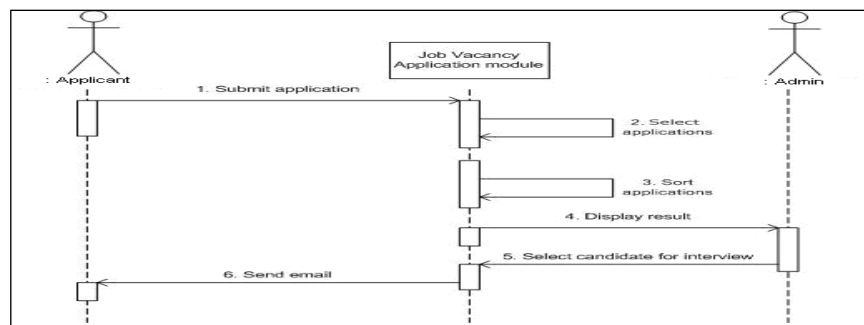 Job Vacancy
Application module
: Applicant
: Admin
1. Submit application
2. Select
applications
3. Sort
applications
4. Display result
5. Select candidate for interview
6. Send email